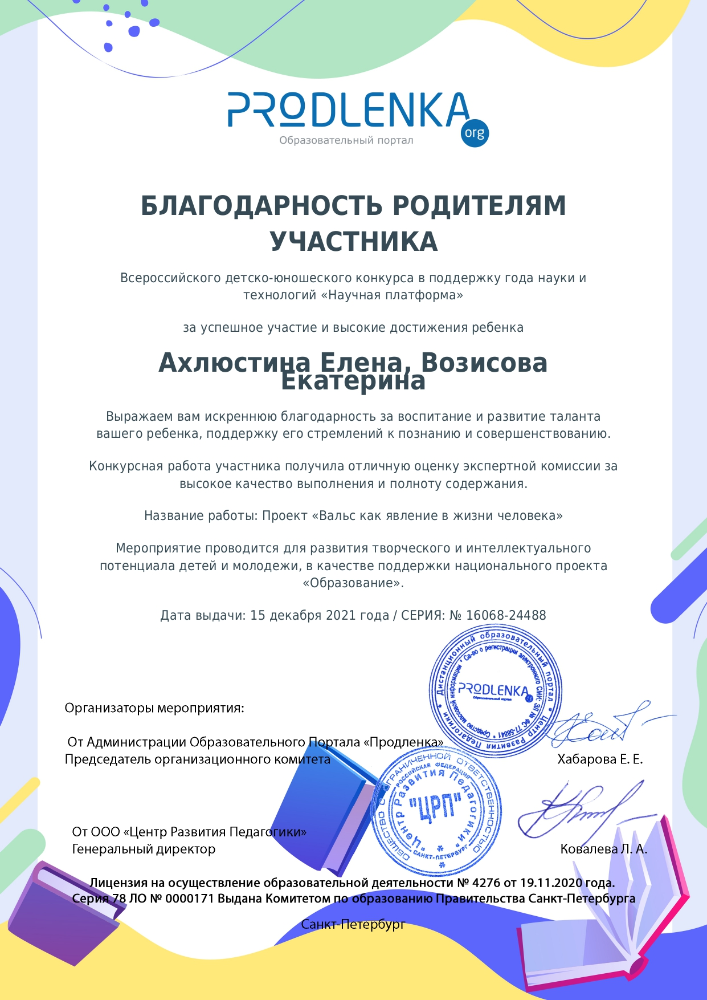 PRODLENKA
org
Образовательный портал
БЛАГОДАРНОСТЬ РОДИТЕЛЯМ
УЧАСТНИКА
Всероссийского детско-юношеского конкурса в поддержку года науки и
технологий «Научная платформа»
за успешное участие и высокие достижения ребенка
Ахлюстина Елена, Возисова
Екатерина
Выражаем вам искреннюю благодарность за воспитание и развитие таланта
вашего ребенка, поддержку его стремлений к познанию и совершенствованию.
Конкурсная работа участника получила отличную оценку экспертной комиссии за
высокое качество выполнения и полноту содержания.
Название работы: Проект «Вальс как явление в жизни человека»
Мероприятие проводится для развития творческого и интеллектуального
потенциала детей и молодежи, в качестве поддержки национального проекта
«Образование».
Дата выдачи: 15 декабря 2021 года / СЕРИЯ: № 16068-24488
Дистанционный образовательный портал * Центр Развития Педагогики *
Св-во о регистрации электронного СМИ: ЭЛ № ФС 77-58841 * Средство массовой информации *
PRODLENKA
Образовательный портал
Организаторы мероприятия:
От Администрации Образовательного Портала «Продленка»
Председатель организационного комитета
Хабарова Е. Е.
ОБЩЕСТВО С ОГРАНИЧЕННОЙ ОТВЕТСТВЕННОСТЬЮ
РОССИЙСКАЯ ФЕДЕРАЦИЯ
"Центр Развития Педагогики"
"ЦРП"
САНКТ-ПЕТЕРБУРГ
От ООО «Центр Развития Педагогики»
Генеральный директор
Ковалева Л. А.
Лицензия на осуществление образовательной деятельности № 4276 от 19.11.2020 года.
Серия 78 ЛО № 0000171 Выдана Комитетом по образованию Правительства Санкт-Петербурга
Санкт-Петербург